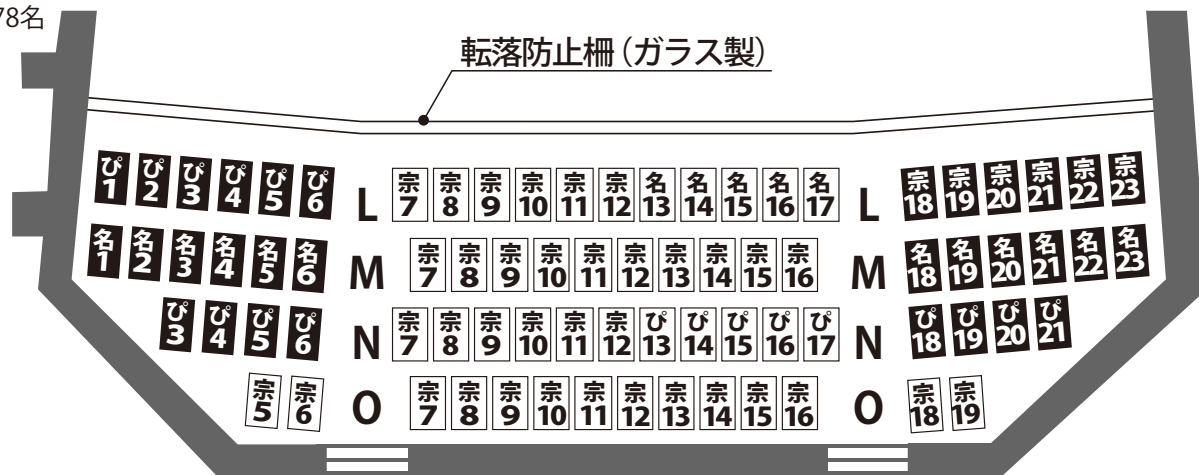 78名
転落防止柵（ガラス製）
ぴ1 ぴ2 ぴ3 ぴ4 ぴ5 ぴ6 L 宗7 宗8 宗9 宗10 宗11 宗12 名13 名14 名15 名16 名17 L 宗18 宗19 宗20 宗21 宗22 宗23
名1 名2 名3 名4 名5 名6 M 宗7 宗8 宗9 宗10 宗11 宗12 宗13 宗14 宗15 宗16 M 名18 名19 名20 名21 名22 名23
ぴ3 ぴ4 ぴ5 ぴ6 N 宗7 宗8 宗9 宗10 宗11 宗12 ぴ13 ぴ14 ぴ15 ぴ16 ぴ17 N ぴ18 ぴ19 ぴ20 ぴ21
宗5 宗6 O 宗7 宗8 宗9 宗10 宗11 宗12 宗13 宗14 宗15 宗16 O 宗18 宗19